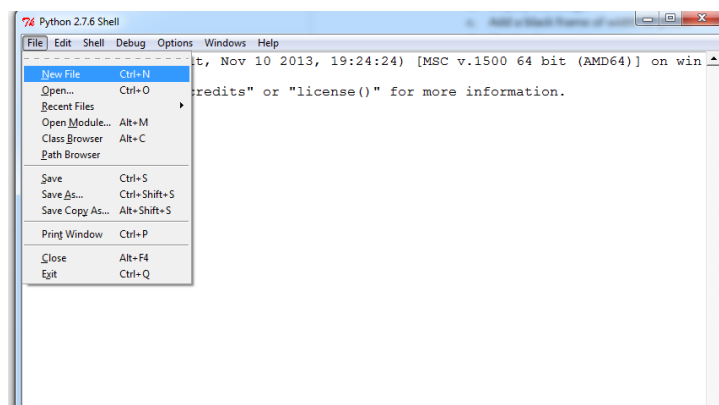 Python 2.7.6 Shell
File Edit Shell Debug Options Windows Help
t, Nov 10 2013, 19:24:24) [MSC v.1500 64 bit (AMD64)] on win
redits" or "license()" for more information.
New File Ctrl+N
Open... Ctrl+O
Recent Files
Open Module... Alt+M
Class Browser Alt+C
Path Browser
Save Ctrl+S
Save As... Ctrl+Shift+S
Save Copy As... Alt+Shift+S
Print Window Ctrl+P
Close Alt+F4
Exit Ctrl+Q